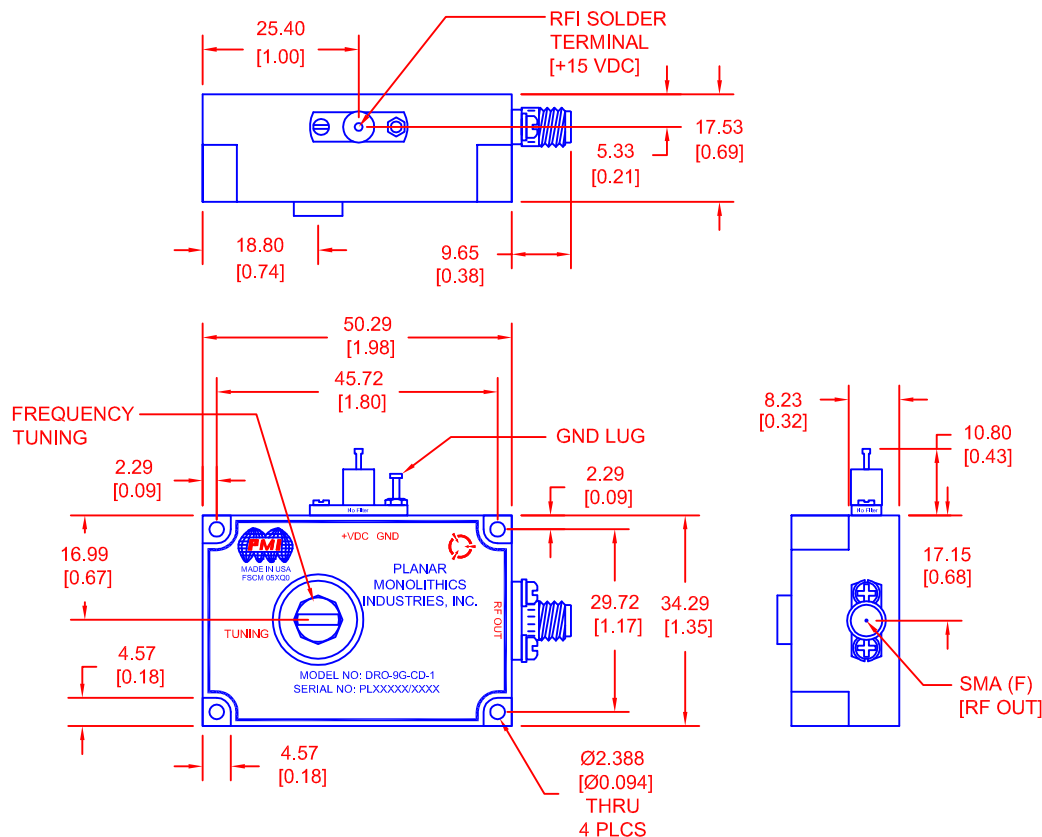 25.40
[1.00]
RFI SOLDER
TERMINAL
[+15 VDC]
17.53
[0.69]
5.33
[0.21]
18.80
[0.74]
9.65
[0.38]
50.29
[1.98]
45.72
[1.80]
FREQUENCY
TUNING
GND LUG
2.29
[0.09]
2.29
[0.09]
No Filter
+VDC GND
PMI
MADE IN USA
FSCM 05XQ0
PLANAR
MONOLITHICS
INDUSTRIES, INC.
16.99
[0.67]
TUNING
RF OUT
29.72
[1.17]
34.29
[1.35]
4.57
[0.18]
MODEL NO: DRO-9G-CD-1
SERIAL NO: PLXXXXX/XXXX
4.57
[0.18]
Ø2.388
[Ø0.094]
THRU
4 PLCS
8.23
[0.32]
10.80
[0.43]
No Filter
17.15
[0.68]
SMA (F)
[RF OUT]